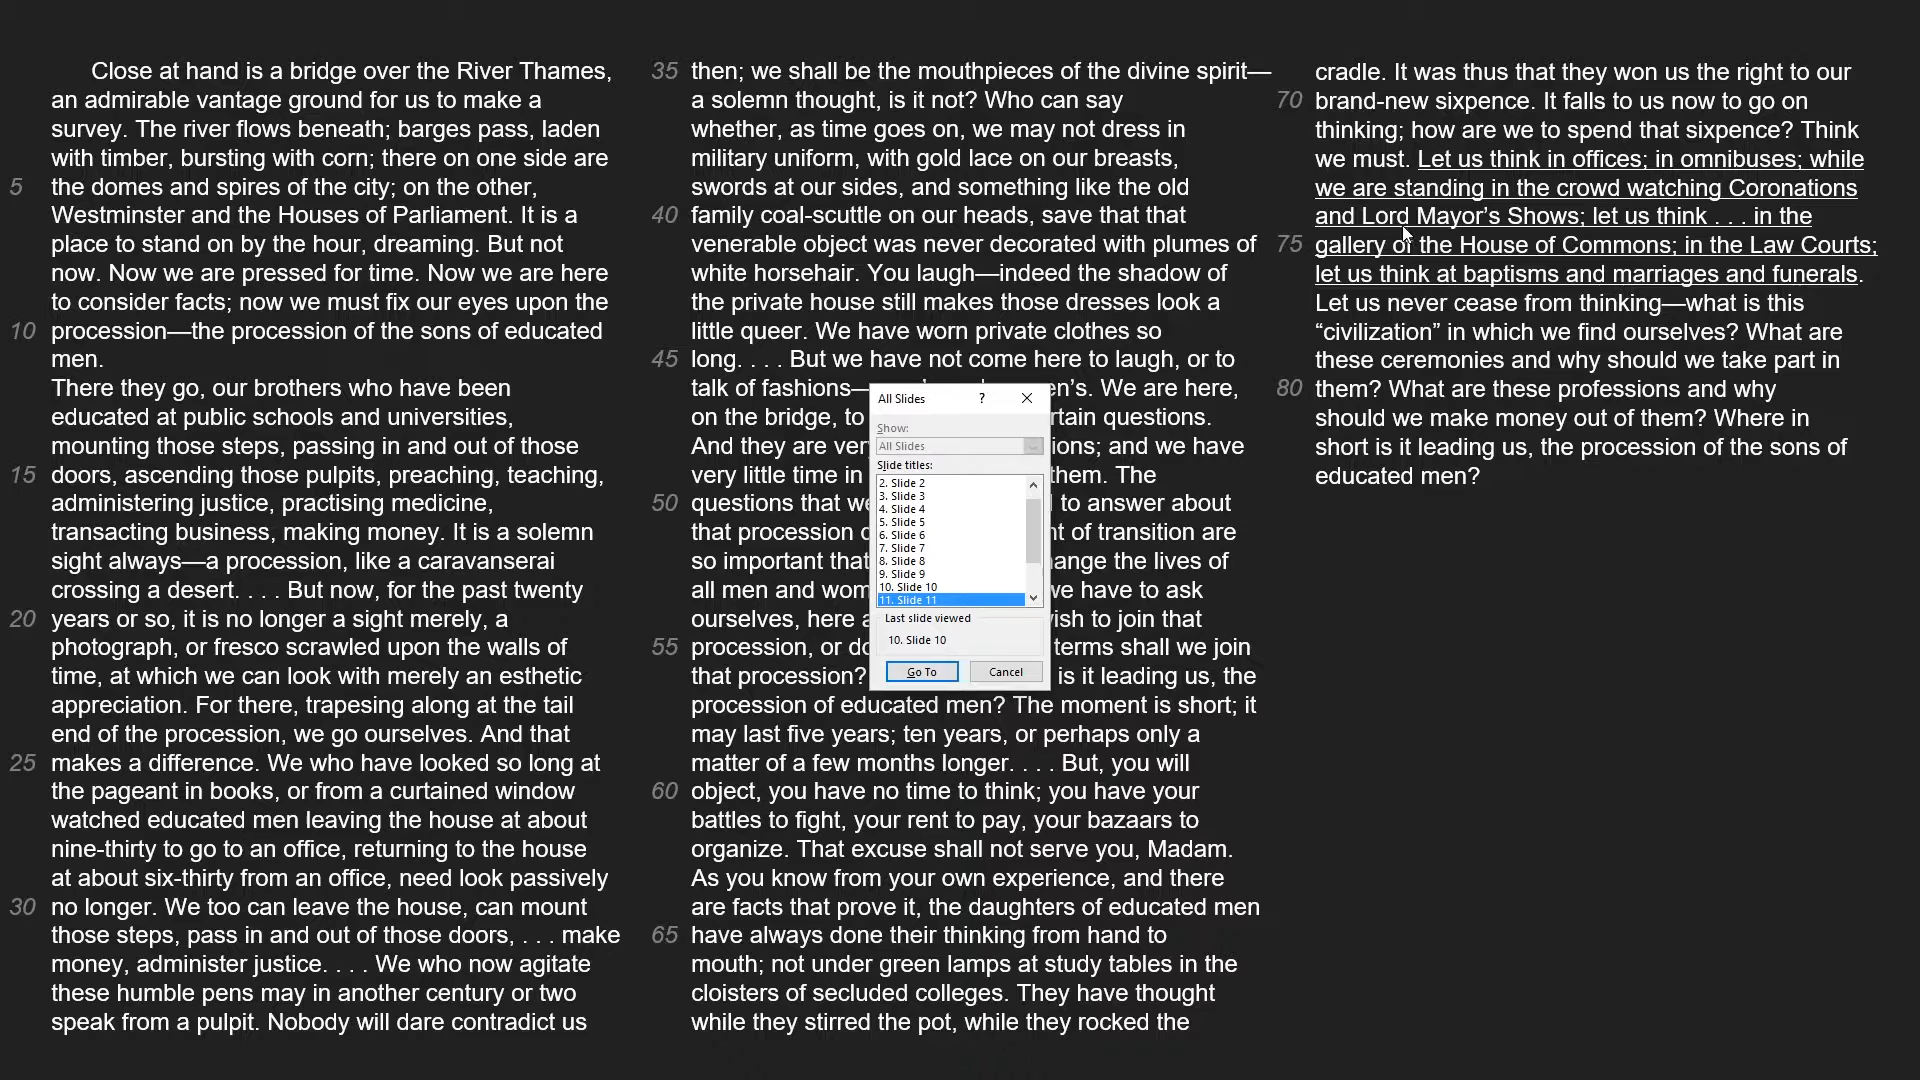 Close at hand is a bridge over the River Thames,
an admirable vantage ground for us to make a
survey. The river flows beneath; barges pass, laden
with timber, bursting with corn; there on one side are
5 the domes and spires of the city; on the other,
Westminster and the Houses of Parliament. It is a
place to stand on by the hour, dreaming. But not
now. Now we are pressed for time. Now we are here
to consider facts; now we must fix our eyes upon the
10 procession—the procession of the sons of educated
men.
There they go, our brothers who have been
educated at public schools and universities,
mounting those steps, passing in and out of those
15 doors, ascending those pulpits, preaching, teaching,
administering justice, practising medicine,
transacting business, making money. It is a solemn
sight always—a procession, like a caravanserai
crossing a desert. . . . But now, for the past twenty
20 years or so, it is no longer a sight merely, a
photograph, or fresco scrawled upon the walls of
time, at which we can look with merely an esthetic
appreciation. For there, trapesing along at the tail
end of the procession, we go ourselves. And that
25 makes a difference. We who have looked so long at
the pageant in books, or from a curtained window
watched educated men leaving the house at about
nine-thirty to go to an office, returning to the house
at about six-thirty from an office, need look passively
30 no longer. We too can leave the house, can mount
those steps, pass in and out of those doors, . . . make
money, administer justice. . . . We who now agitate
these humble pens may in another century or two
speak from a pulpit. Nobody will dare contradict us
35 then; we shall be the mouthpieces of the divine spirit—
a solemn thought, is it not? Who can say
whether, as time goes on, we may not dress in
military uniform, with gold lace on our breasts,
swords at our sides, and something like the old
40 family coal-scuttle on our heads, save that that
venerable object was never decorated with plumes of
white horsehair. You laugh—indeed the shadow of
the private house still makes those dresses look a
little queer. We have worn private clothes so
45 long. . . . But we have not come here to laugh, or to
talk of fashions— en's. We are here,
on the bridge, to rtain questions.
And they are ver ions; and we have
very little time in them. The
50 questions that we to answer about
that procession nt of transition are
so important that ange the lives of
all men and wom we have to ask
ourselves, here ish to join that
55 procession, or do terms shall we join
that procession? is it leading us, the
procession of educated men? The moment is short; it
may last five years; ten years, or perhaps only a
matter of a few months longer. . . . But, you will
60 object, you have no time to think; you have your
battles to fight, your rent to pay, your bazaars to
organize. That excuse shall not serve you, Madam.
As you know from your own experience, and there
are facts that prove it, the daughters of educated men
65 have always done their thinking from hand to
mouth; not under green lamps at study tables in the
cloisters of secluded colleges. They have thought
while they stirred the pot, while they rocked the
cradle. It was thus that they won us the right to our
70 brand-new sixpence. It falls to us now to go on
thinking; how are we to spend that sixpence? Think
we must. Let us think in offices; in omnibuses; while
we are standing in the crowd watching Coronations
and Lord Mayor's Shows; let us think . . . in the
75 gallery of the House of Commons; in the Law Courts;
let us think at baptisms and marriages and funerals.
Let us never cease from thinking—what is this
“civilization” in which we find ourselves? What are
these ceremonies and why should we take part in
80 them? What are these professions and why
should we make money out of them? Where in
short is it leading us, the procession of the sons of
educated men?
All Slides ?
Show:
All Slides
Slide titles:
2. Slide 2
3. Slide 3
4. Slide 4
5. Slide 5
6. Slide 6
7. Slide 7
8. Slide 8
9. Slide 9
10. Slide 10
11. Slide 11
Last slide viewed
10. Slide 10
Go To Cancel